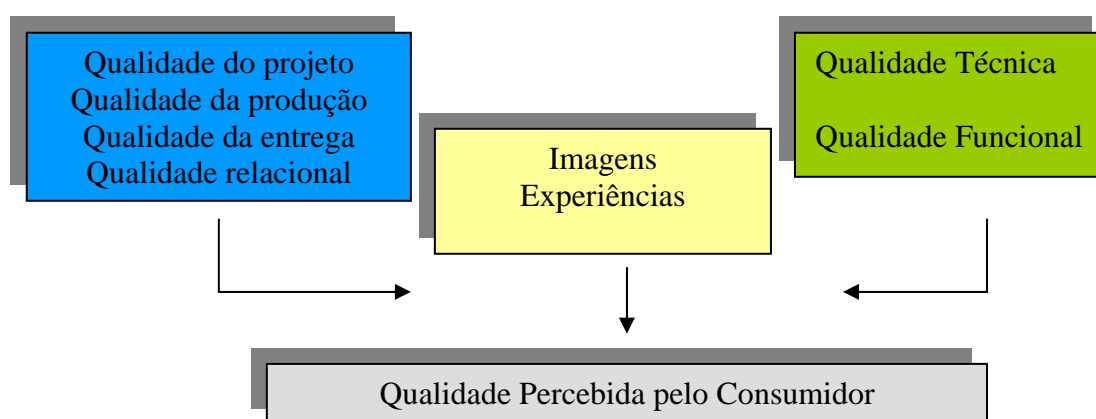 Qualidade do projeto
Qualidade da produção
Qualidade da entrega
Qualidade relacional
Imagens
Experiências
Qualidade Técnica
Qualidade Funcional
Qualidade Percebida pelo Consumidor